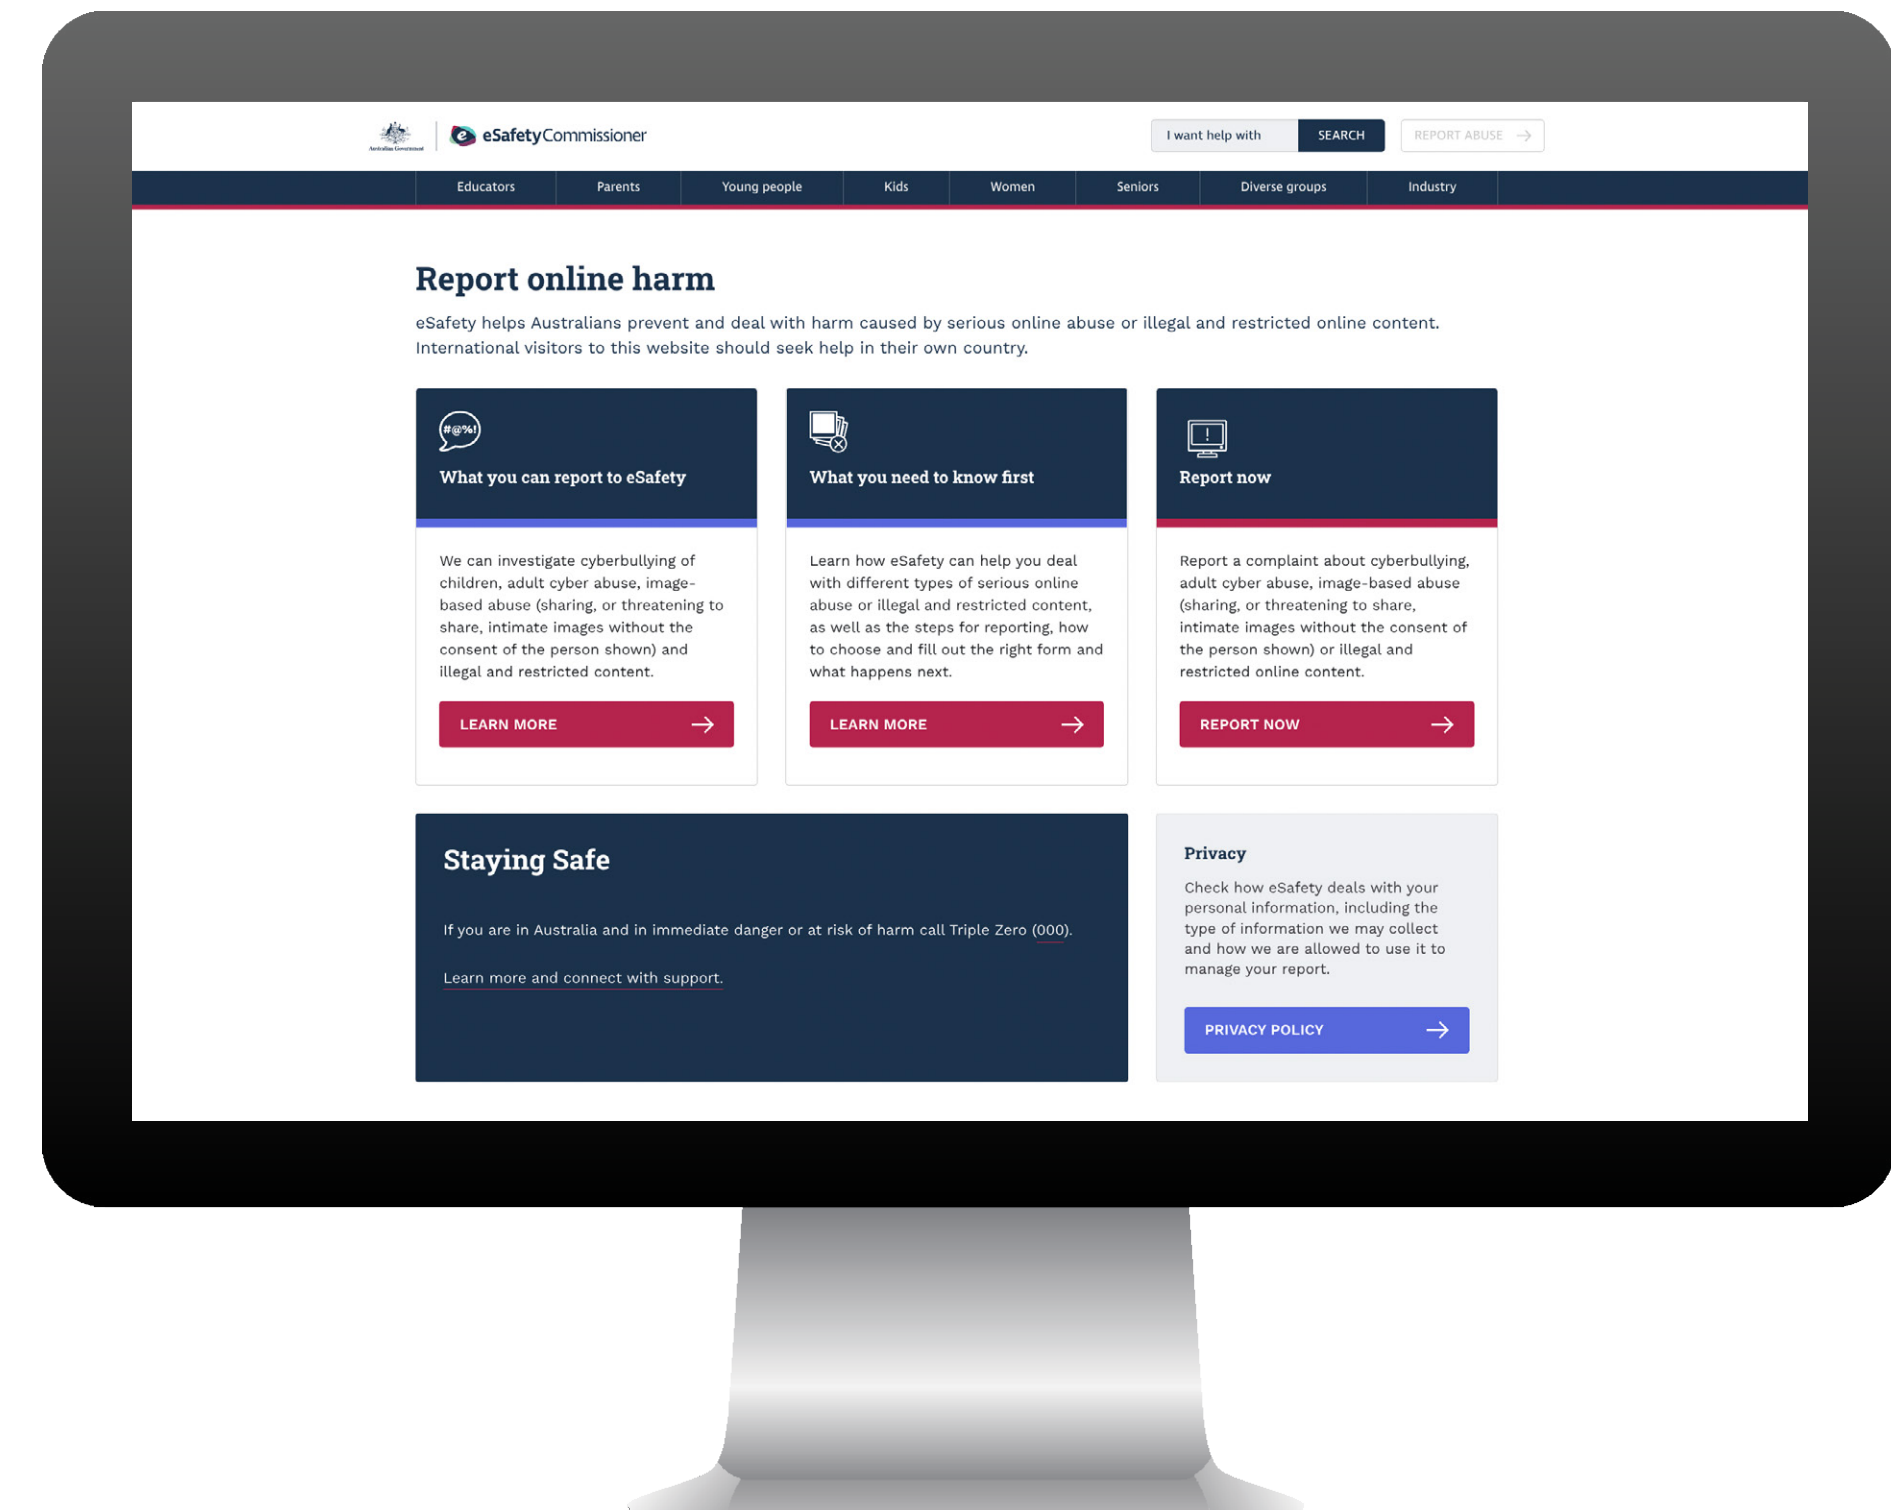 Australian Government
eSafetyCommissioner
I want help with
SEARCH
REPORT ABUSE
Educators
Parents
Young people
Kids
Women
Seniors
Diverse groups
Industry
Report online harm
eSafety helps Australians prevent and deal with harm caused by serious online abuse or illegal and restricted online content.
International visitors to this website should seek help in their own country.
#@%!
What you can report to eSafety
We can investigate cyberbullying of
children, adult cyber abuse, image-
based abuse (sharing, or threatening to
share, intimate images without the
consent of the person shown) and
illegal and restricted content.
LEARN MORE
What you need to know first
Learn how eSafety can help you deal
with different types of serious online
abuse or illegal and restricted content,
as well as the steps for reporting, how
to choose and fill out the right form and
what happens next.
LEARN MORE
!
Report now
Report a complaint about cyberbullying,
adult cyber abuse, image-based abuse
(sharing, or threatening to share,
intimate images without the consent of
the person shown) or illegal and
restricted online content.
REPORT NOW
Staying Safe
If you are in Australia and in immediate danger or at risk of harm call Triple Zero (000).
Learn more and connect with support.
Privacy
Check how eSafety deals with your
personal information, including the
type of information we may collect
and how we are allowed to use it to
manage your report.
PRIVACY POLICY